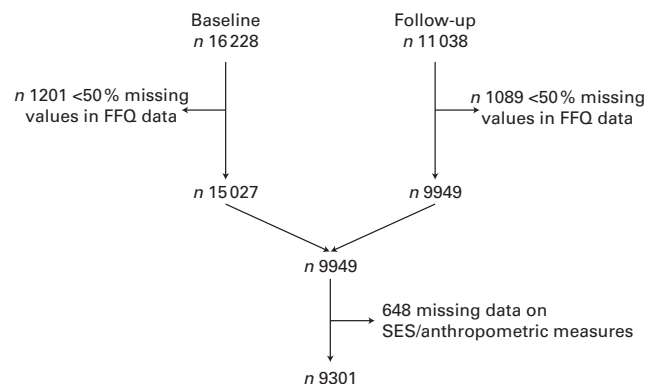 Baseline
n 16 228
Follow-up
n 11 038
n 1201 <50 % missing
values in FFQ data
n 1089 <50 % missing
values in FFQ data
n 15 027
n 9949
n 9949
648 missing data on
SES/anthropometric measures
n 9301